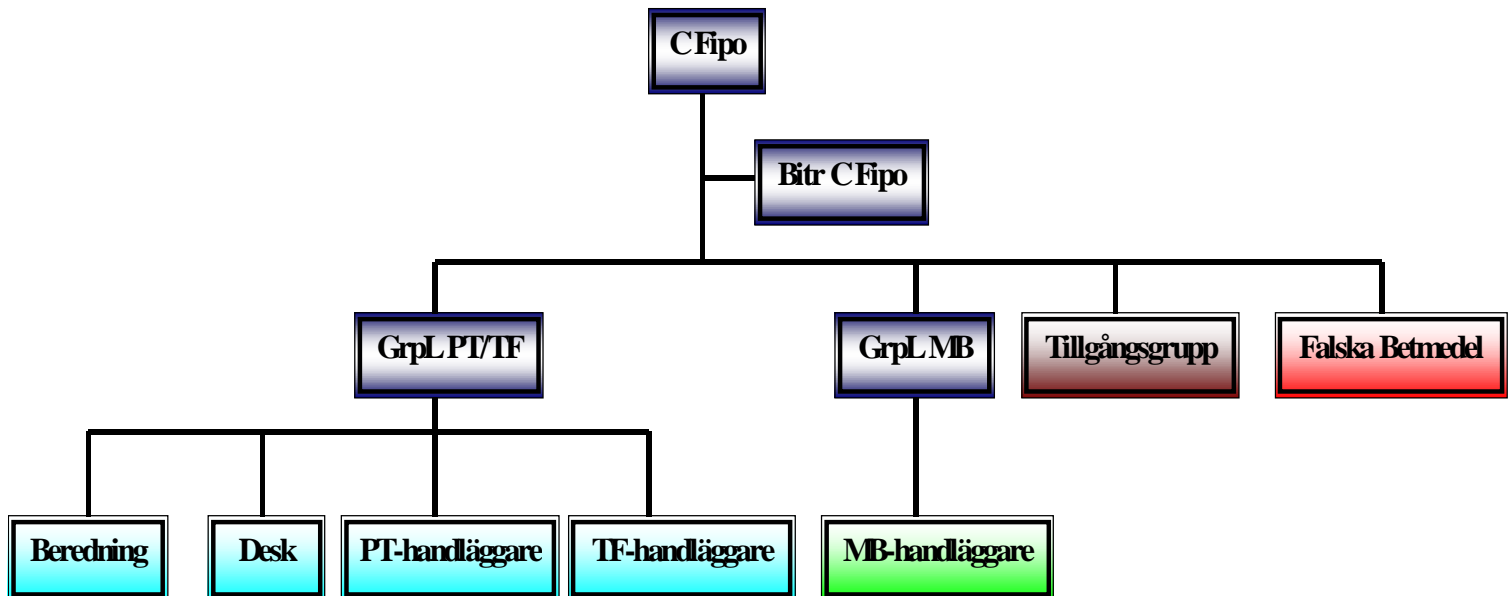 C Fipo
Bitr C Fipo
GrpL PT/TF
GrpL MB
Tillgångsgrupp
Falska Betmedel
Beredning
Desk
PT-handläggare
TF-handläggare
MB-handläggare